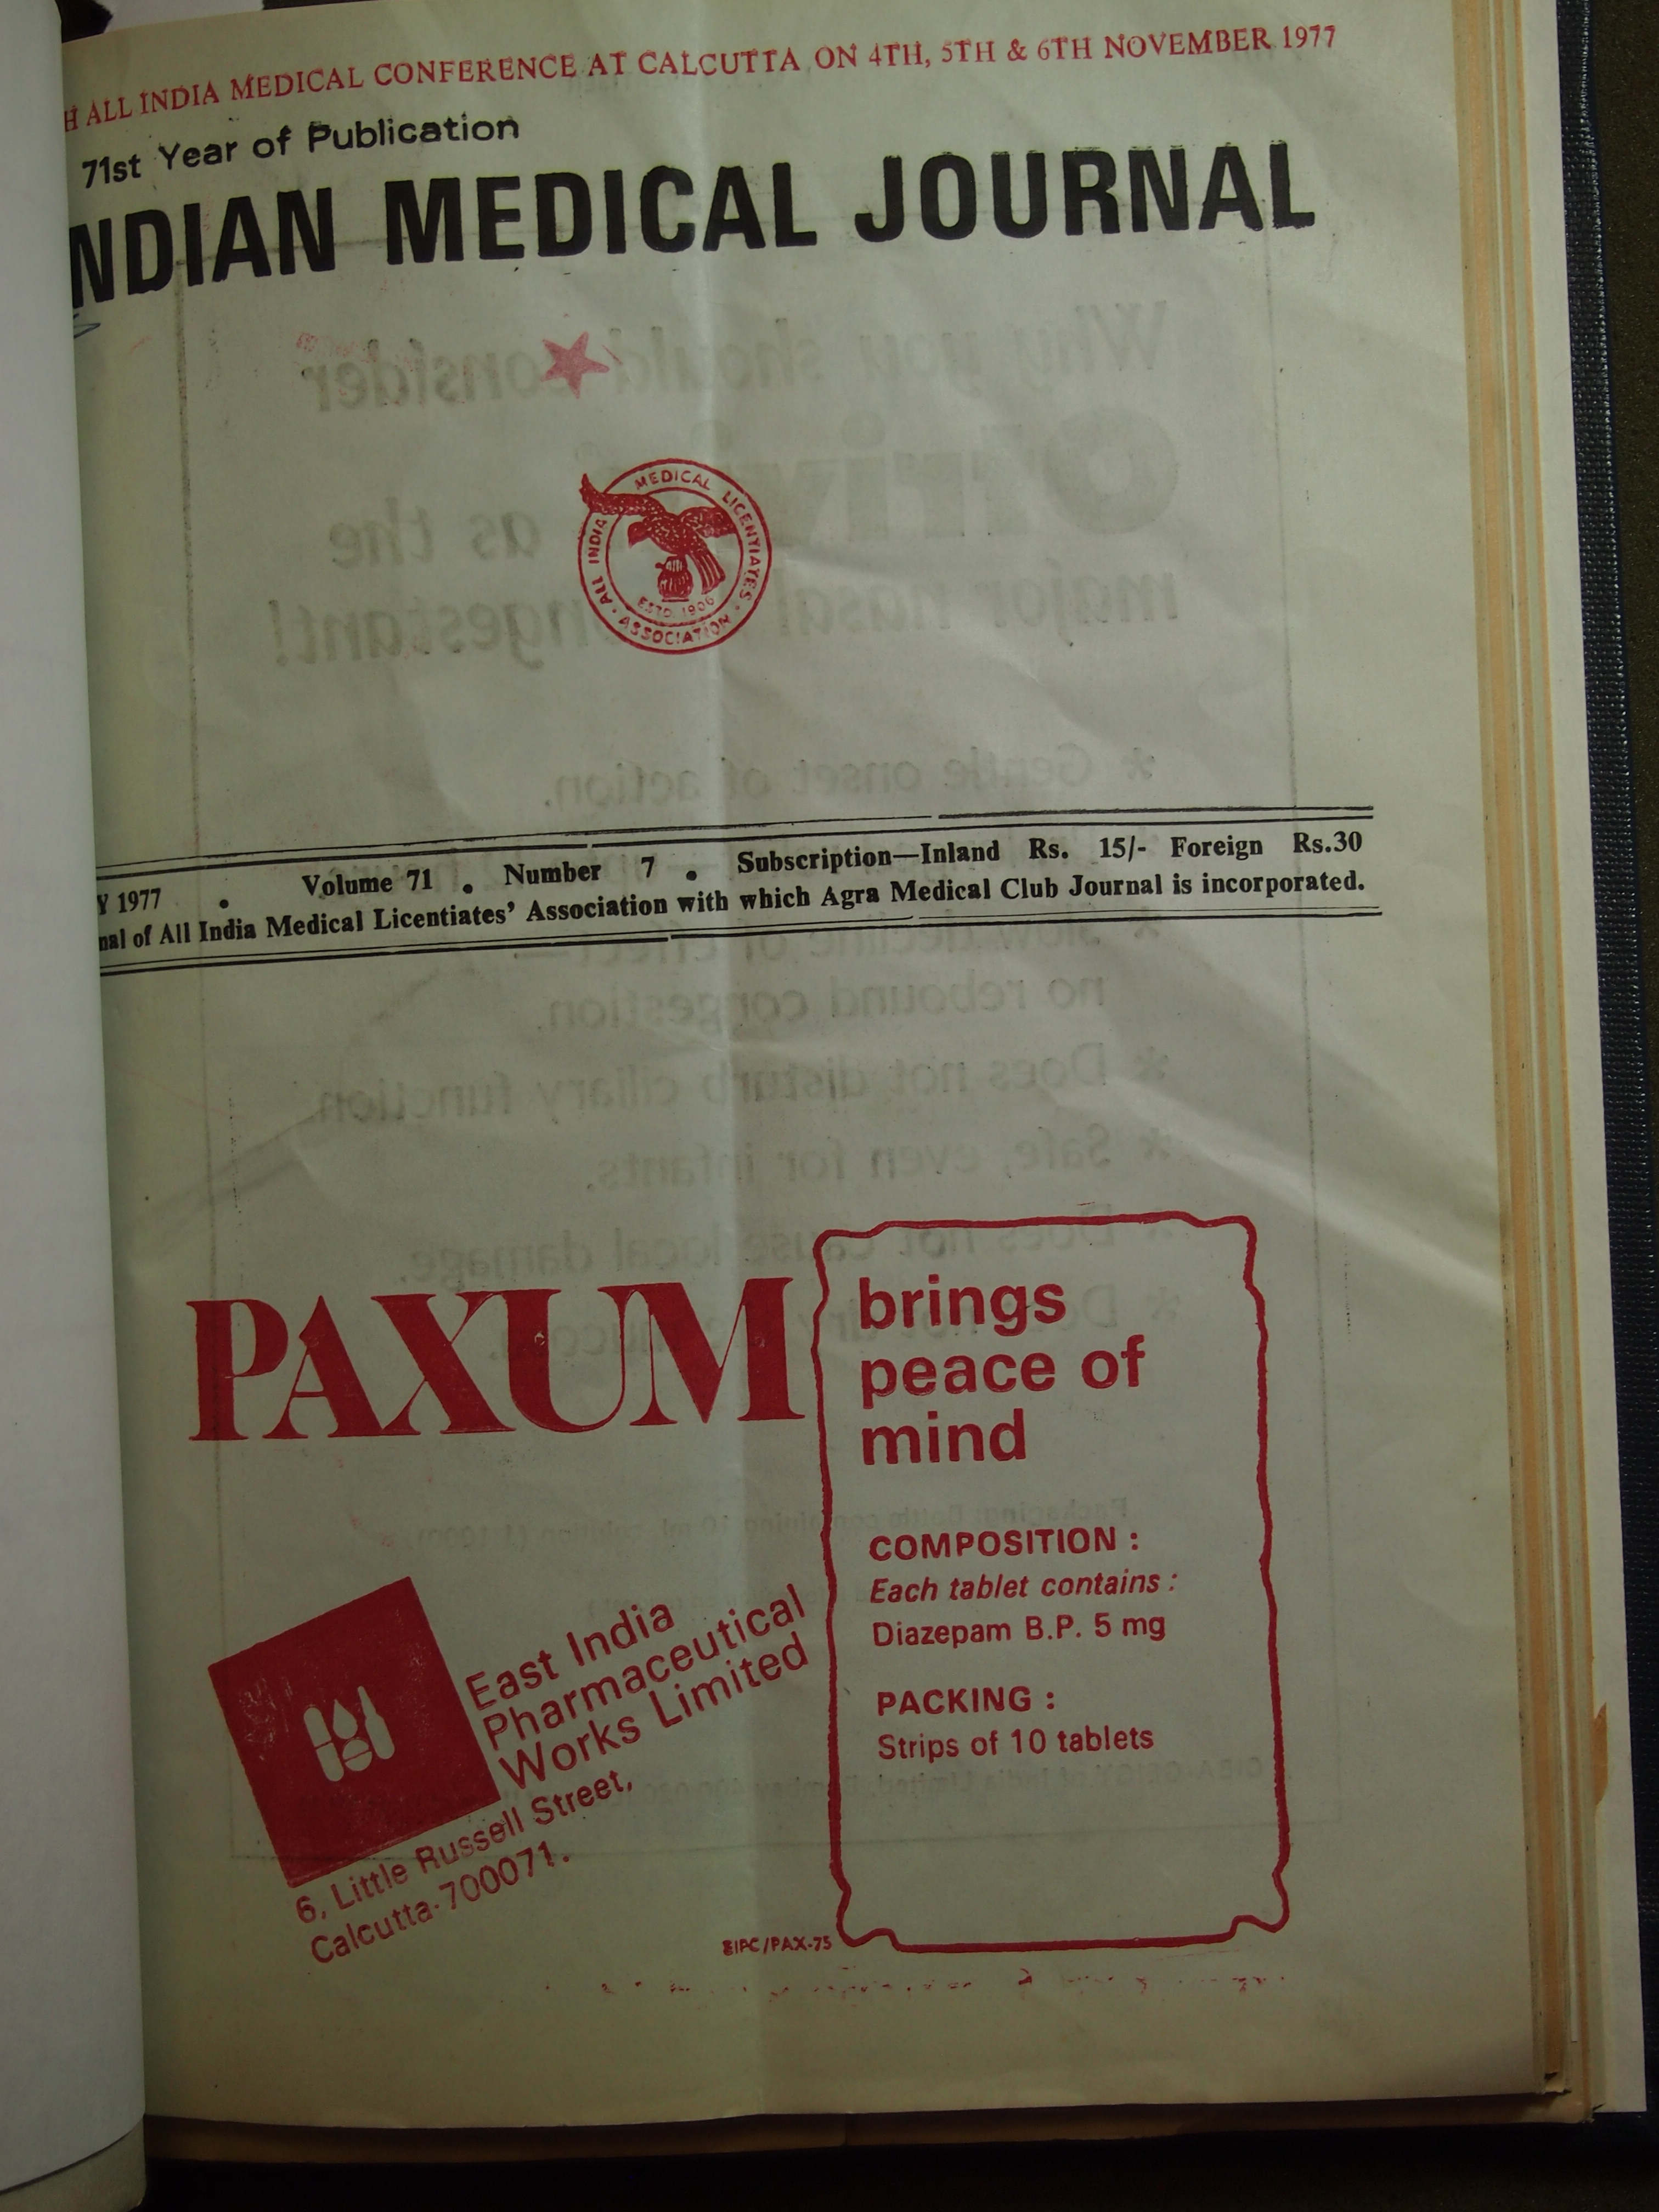 H ALL INDIA MEDICAL CONFERENCE AT CALCUTTA ON 4TH, 5TH & 6TH NOVEMBER 1977
71st Year of Publication
NDIAN MEDICAL JOURNAL
ALL INDIA MEDICAL LICENTIATES ASSOCIATION
ESTD. 1906
Y 1977 • Volume 71 • Number 7 • Subscription—Inland Rs. 15/- Foreign Rs.30
nal of All India Medical Licentiates' Association with which Agra Medical Club Journal is incorporated.
PAXUM
brings
peace of
mind
COMPOSITION :
Each tablet contains :
Diazepam B.P. 5 mg
PACKING :
Strips of 10 tablets
East India
Pharmaceutical
Works Limited
6, Little Russell Street,
Calcutta-700071.
EIPC/PAX-75